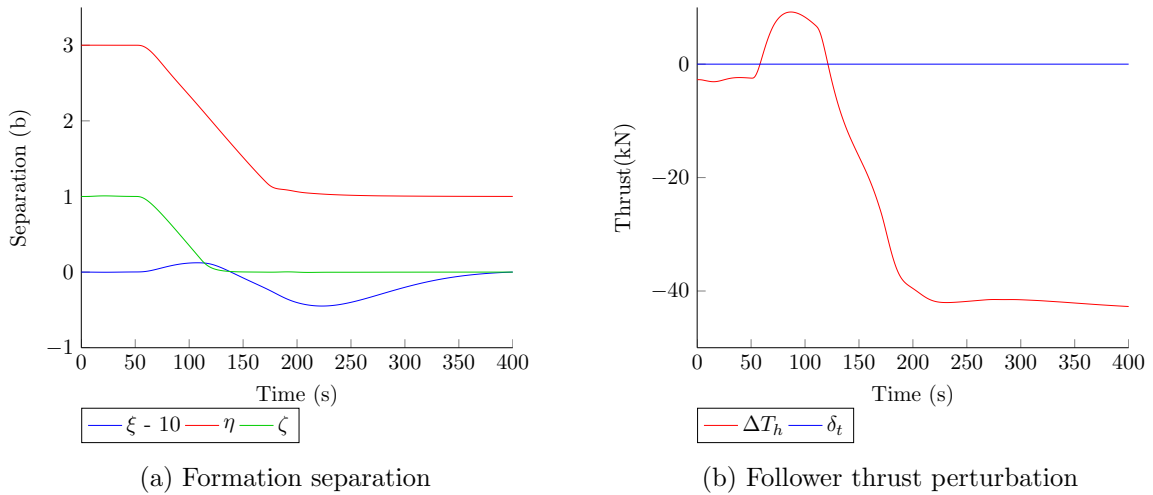 3
2
1
0
−1
Separation (b)
0 50 100 150 200 250 300 350 400
Time (s)
ξ - 10 η ζ
(a) Formation separation
0
−20
−40
Thrust(kN)
0 50 100 150 200 250 300 350 400
Time (s)
ΔT_h δ_t
(b) Follower thrust perturbation